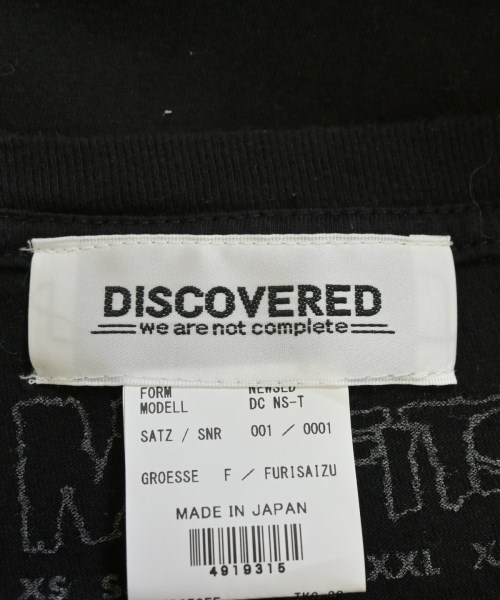 DISCOVERED
we are not complete
FORM NEWSED
MODELL DC NS-T
SATZ / SNR 001 / 0001
GROESSE F / FURISAIZU
MADE IN JAPAN
4919315
XS S XXL X